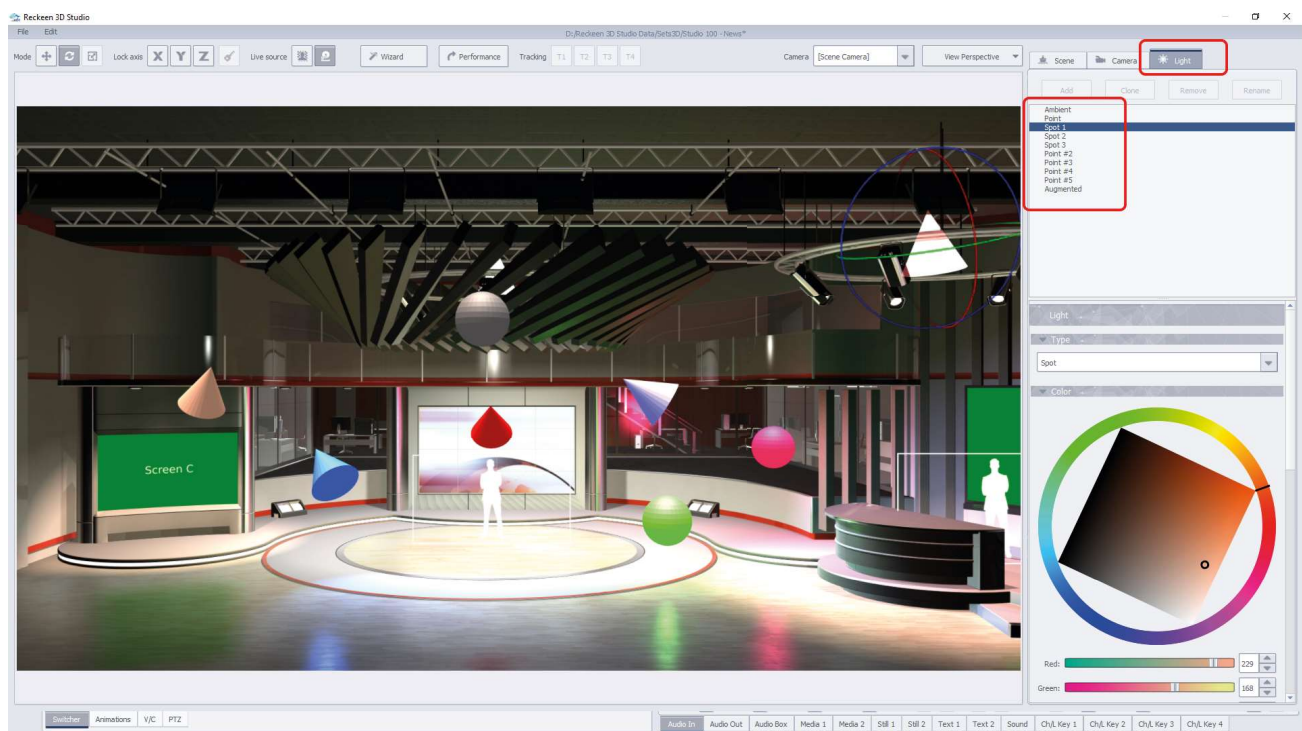 Reckeen 3D Studio
File Edit
D:/Reckeen 3D Studio Data/Sets3D/Studio 100 - News*
Mode Lock axis X Y Z Live source Wizard Performance Tracking T1 T2 T3 T4 Camera [Scene Camera] View Perspective Scene Camera Light
Add Clone Remove Rename
Ambient
Point
Spot 1
Spot 2
Spot 3
Point #2
Point #3
Point #4
Point #5
Augmented
Light
Type
Spot
Color
Screen C
Red: 229
Green: 168
Switcher Animations V/C PTZ
Audio In Audio Out Audio Box Media 1 Media 2 Still 1 Still 2 Text 1 Text 2 Sound Ch/L Key 1 Ch/L Key 2 Ch/L Key 3 Ch/L Key 4